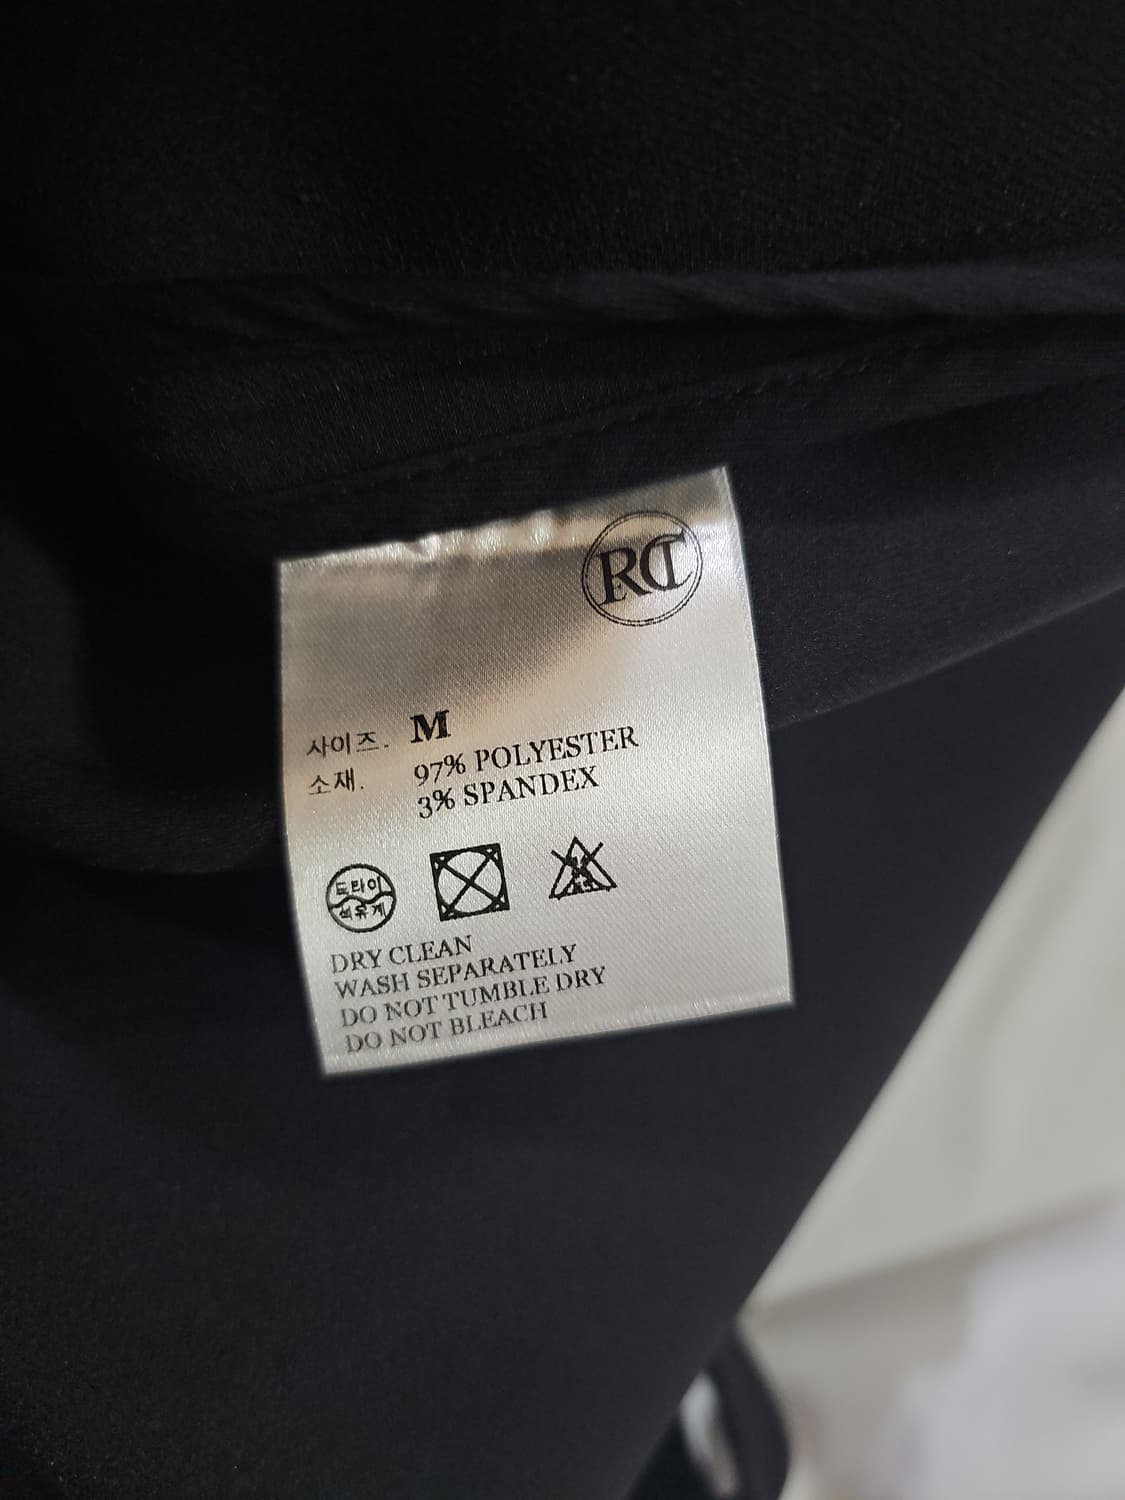 RD
사이즈. M
소재. 97% POLYESTER
3% SPANDEX
드라이
석유계
DRY CLEAN
WASH SEPARATELY
DO NOT TUMBLE DRY
DO NOT BLEACH